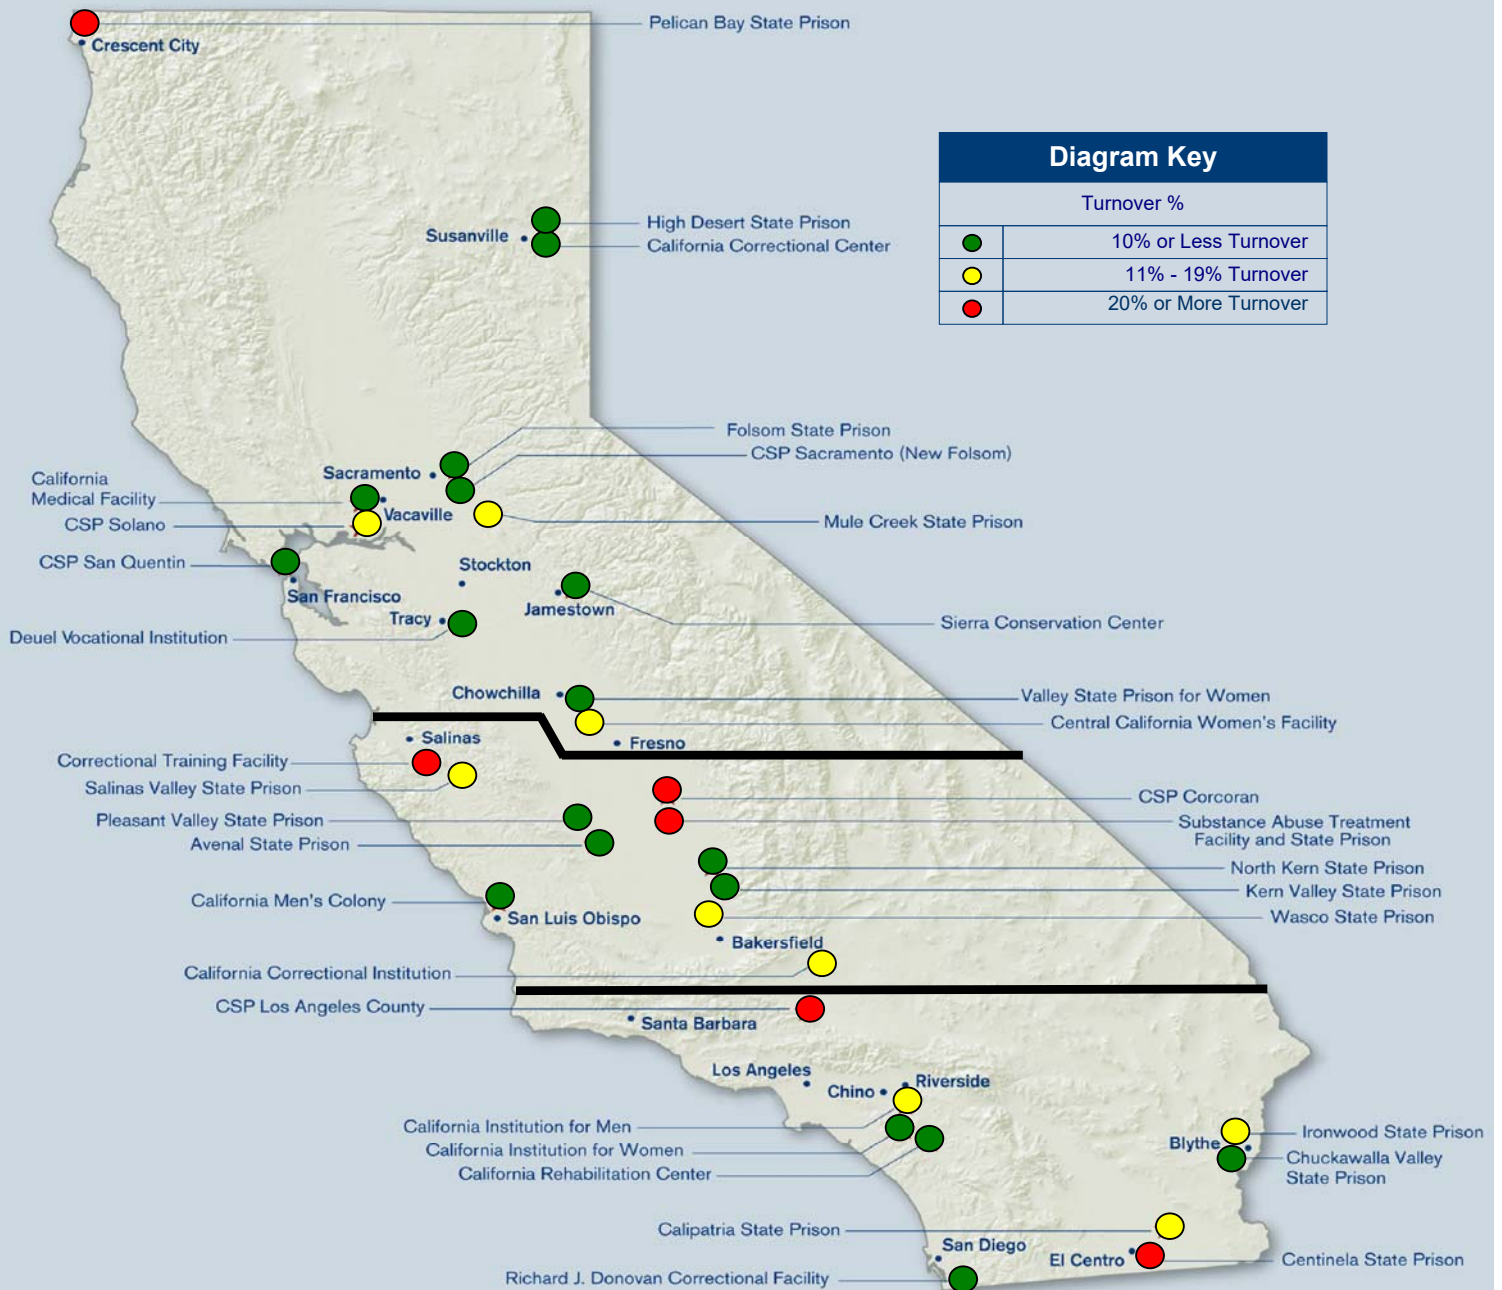 Pelican Bay State Prison
Crescent City
Diagram Key
Turnover %
10% or Less Turnover
11% - 19% Turnover
20% or More Turnover
High Desert State Prison
Susanville
California Correctional Center
Folsom State Prison
CSP Sacramento (New Folsom)
Sacramento
California
Medical Facility
Vacaville
CSP Solano
Mule Creek State Prison
CSP San Quentin
Stockton
San Francisco
Jamestown
Tracy
Sierra Conservation Center
Deuel Vocational Institution
Chowchilla
Valley State Prison for Women
Central California Women's Facility
Salinas
Fresno
Correctional Training Facility
Salinas Valley State Prison
CSP Corcoran
Pleasant Valley State Prison
Substance Abuse Treatment
Facility and State Prison
Avenal State Prison
North Kern State Prison
Kern Valley State Prison
California Men's Colony
San Luis Obispo
Wasco State Prison
Bakersfield
California Correctional Institution
CSP Los Angeles County
Santa Barbara
Los Angeles
Chino
Riverside
California Institution for Men
California Institution for Women
California Rehabilitation Center
Ironwood State Prison
Blythe
Chuckawalla Valley
State Prison
Calipatria State Prison
San Diego
El Centro
Centinela State Prison
Richard J. Donovan Correctional Facility